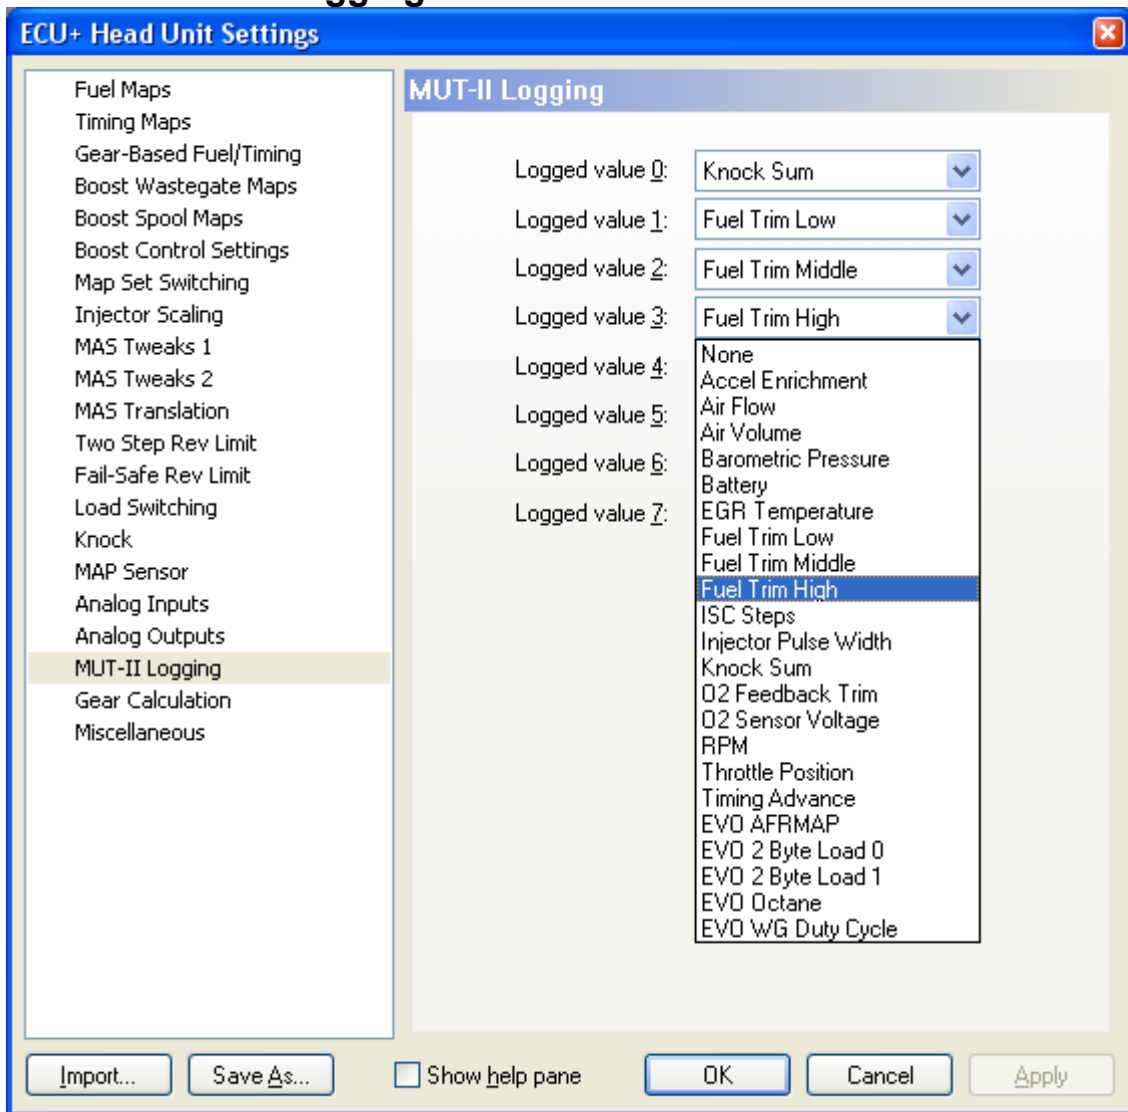 ECU+ Head Unit Settings
Fuel Maps
Timing Maps
Gear-Based Fuel/Timing
Boost Wastegate Maps
Boost Spool Maps
Boost Control Settings
Map Set Switching
Injector Scaling
MAS Tweaks 1
MAS Tweaks 2
MAS Translation
Two Step Rev Limit
Fail-Safe Rev Limit
Load Switching
Knock
MAP Sensor
Analog Inputs
Analog Outputs
MUT-II Logging
Gear Calculation
Miscellaneous
MUT-II Logging
Logged value 0: Knock Sum
Logged value 1: Fuel Trim Low
Logged value 2: Fuel Trim Middle
Logged value 3: Fuel Trim High
Logged value 4:
Logged value 5:
Logged value 6:
Logged value 7:
None
Accel Enrichment
Air Flow
Air Volume
Barometric Pressure
Battery
EGR Temperature
Fuel Trim Low
Fuel Trim Middle
Fuel Trim High
ISC Steps
Injector Pulse Width
Knock Sum
O2 Feedback Trim
O2 Sensor Voltage
RPM
Throttle Position
Timing Advance
EVO AFRMAP
EVO 2 Byte Load 0
EVO 2 Byte Load 1
EVO Octane
EVO WG Duty Cycle
Import... Save As... Show help pane OK Cancel Apply